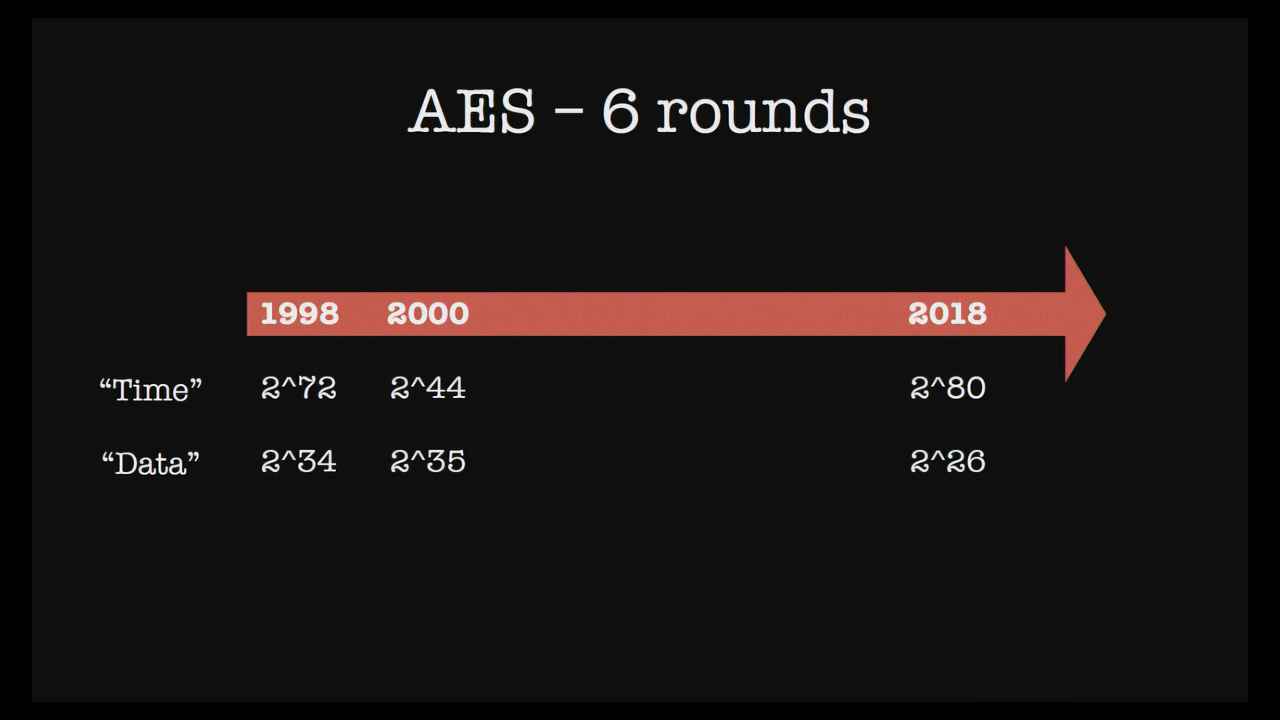 AES – 6 rounds
1998 2000 2018
“Time” 2^72 2^44 2^80
“Data” 2^34 2^35 2^26